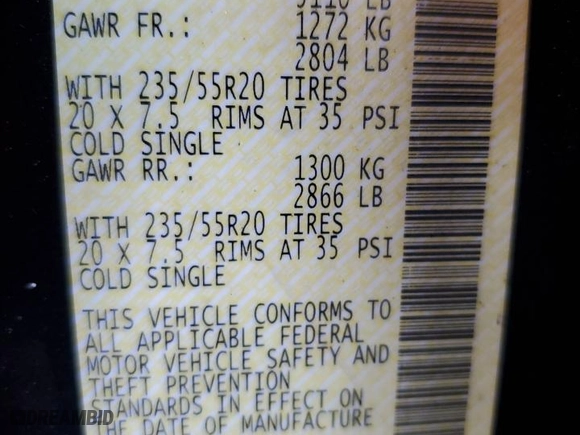 5110 LB
GAWR FR.: 1272 KG
2804 LB
WITH 235/55R20 TIRES
20 X 7.5 RIMS AT 35 PSI
COLD SINGLE
GAWR RR.: 1300 KG
2866 LB
WITH 235/55R20 TIRES
20 X 7.5 RIMS AT 35 PSI
COLD SINGLE
THIS VEHICLE CONFORMS TO
ALL APPLICABLE FEDERAL
MOTOR VEHICLE SAFETY AND
THEFT PREVENTION
STANDARDS IN EFFECT ON
THE DATE OF MANUFACTURE
DREAMBID